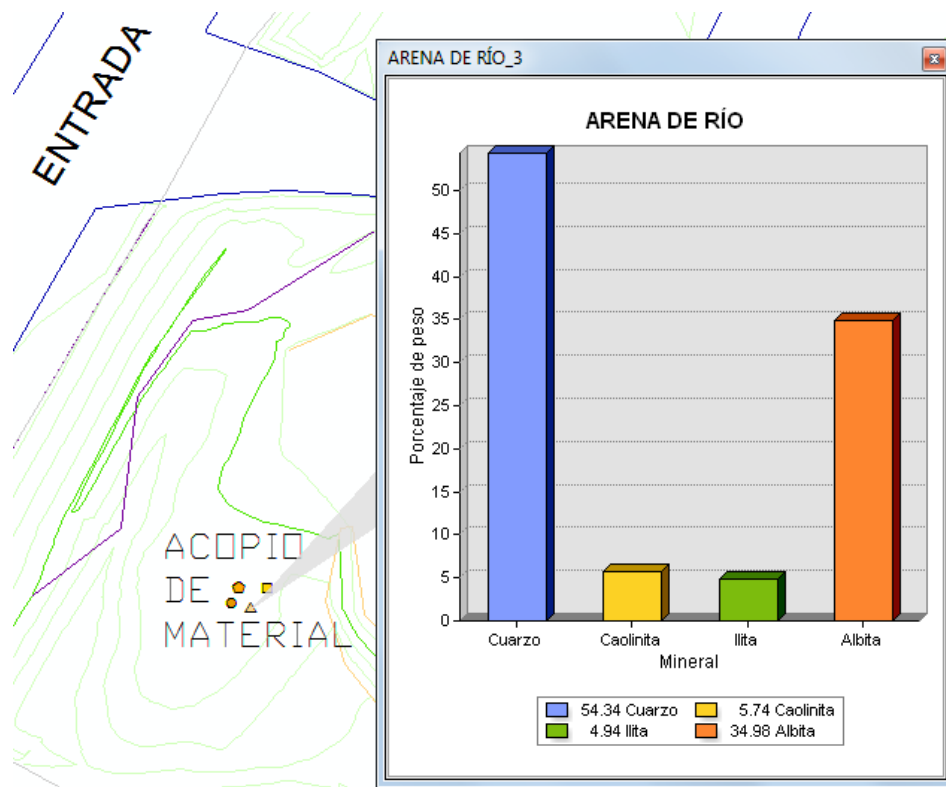 ENTRADA
ACOPIO
DE
MATERIAL
ARENA DE RÍO_3
ARENA DE RÍO
Porcentaje de peso
50
45
40
35
30
25
20
15
10
5
0
Cuarzo Caolinita Ilita Albita
Mineral
54.34 Cuarzo 5.74 Caolinita
4.94 Ilita 34.98 Albita